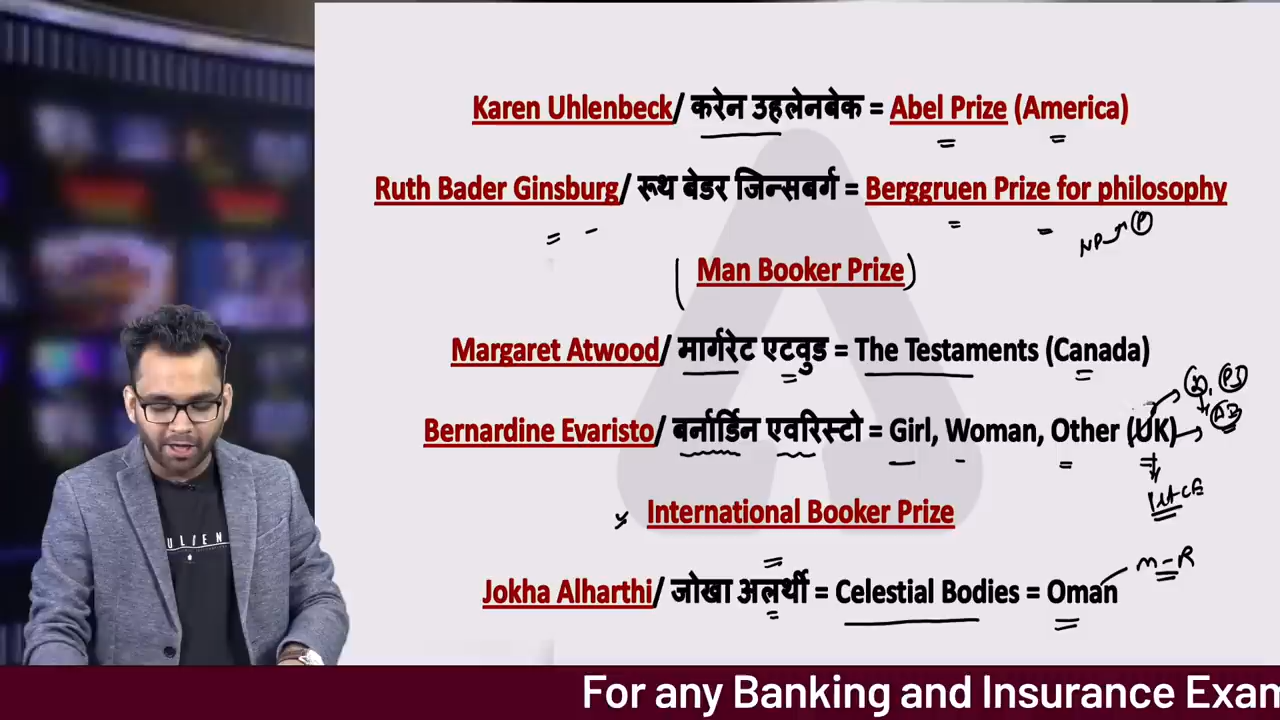 Karen Uhlenbeck/ करेन उहलेनबेक = Abel Prize (America)
Ruth Bader Ginsburg/ रूथ बेडर जिन्सबर्ग = Berggruen Prize for philosophy
NP P
(Man Booker Prize)
Margaret Atwood/ मार्गरेट एटवुड = The Testaments (Canada)
Bernardine Evaristo/ बर्नार्डिन एवरिस्टो = Girl, Woman, Other (UK)
International Booker Prize
Jokha Alharthi/ जोखा अलर्थी = Celestial Bodies = Oman
M-R
ULIEN
For any Banking and Insurance Exan